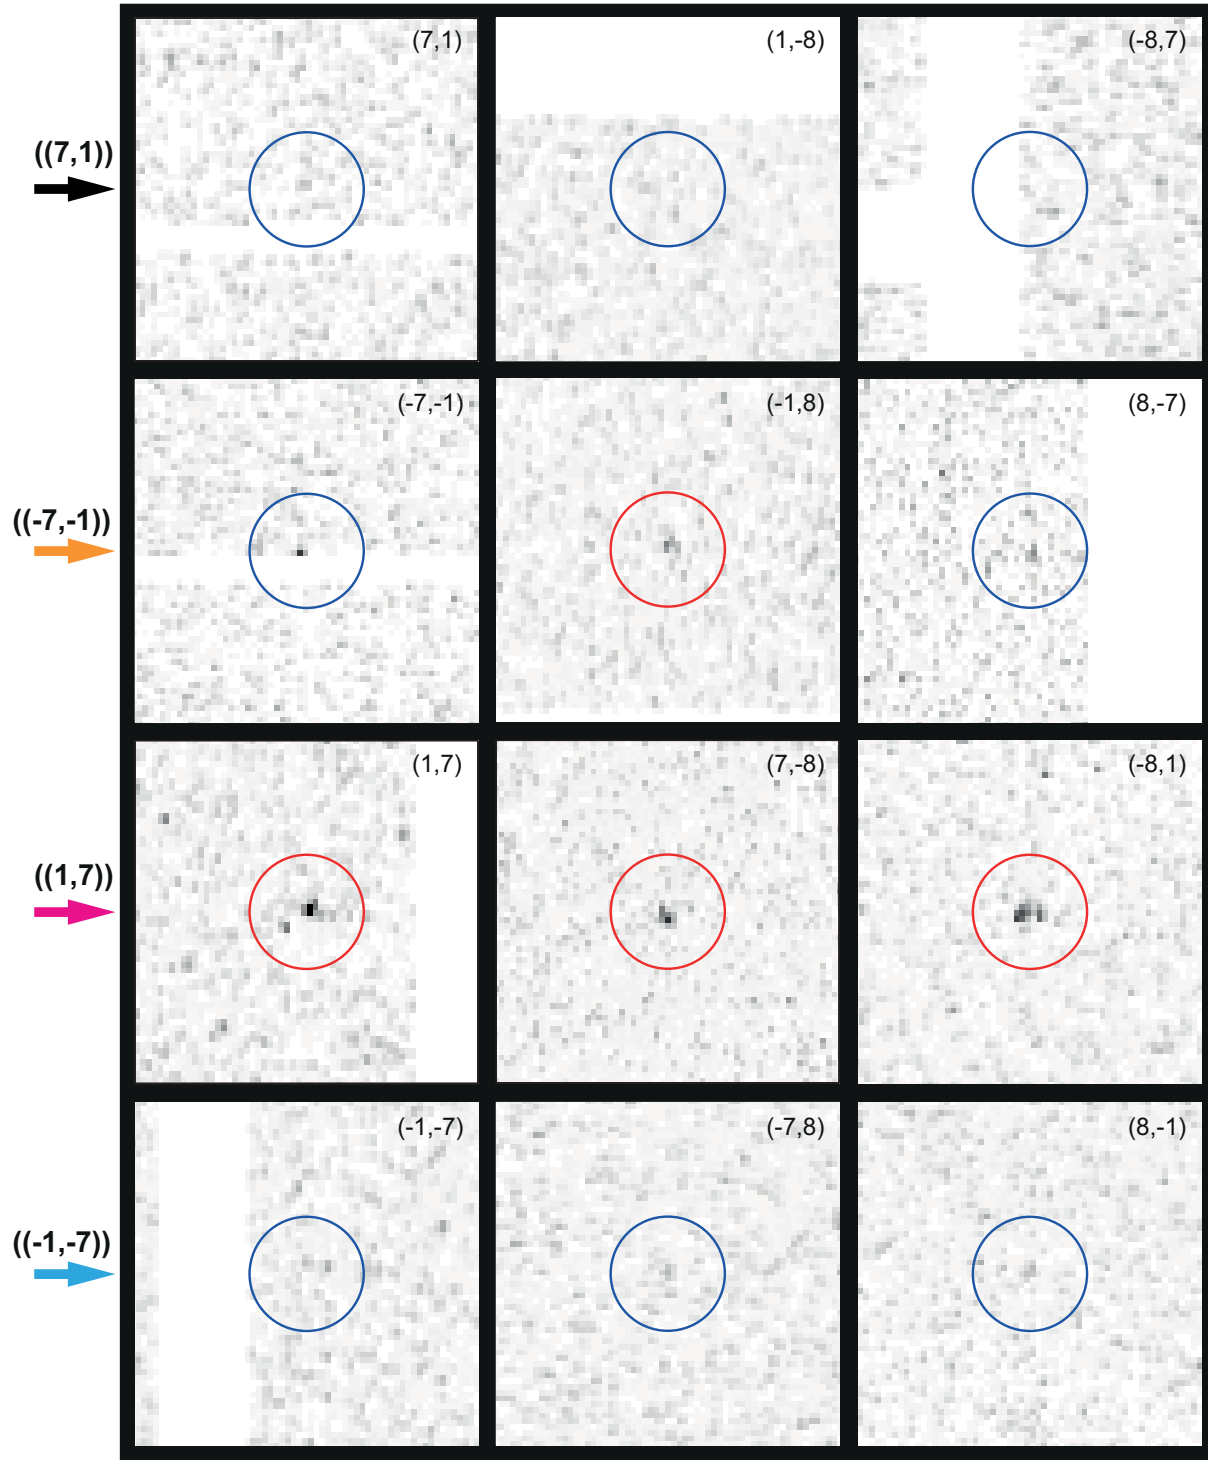 (7,1) (1,-8) (-8,7)
((7,1))
(-7,-1) (-1,8) (8,-7)
((-7,-1))
(1,7) (7,-8) (-8,1)
((1,7))
(-1,-7) (-7,8) (8,-1)
((-1,-7))